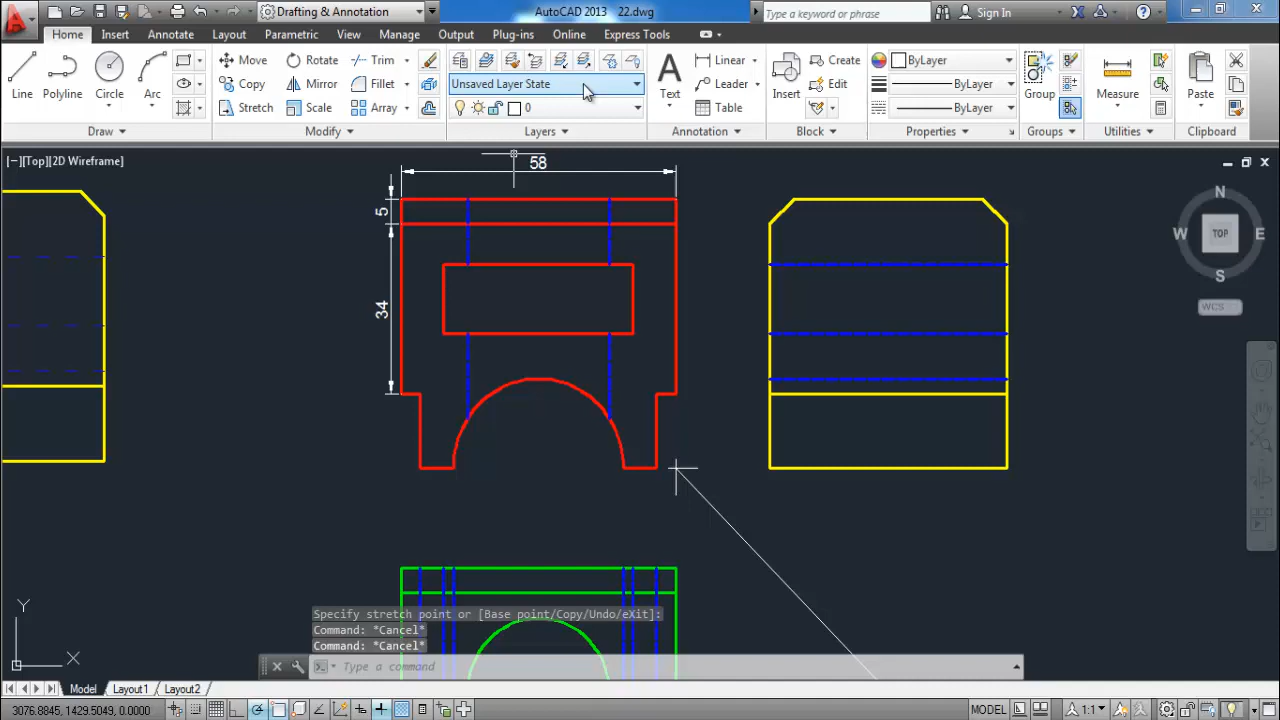 Drafting & Annotation
AutoCAD 2013 22.dwg
Type a keyword or phrase
Sign In
Home Insert Annotate Layout Parametric View Manage Output Plug-ins Online Express Tools
Line
Polyline
Circle
Arc
Draw
Move
Copy
Stretch
Rotate
Mirror
Scale
Trim
Fillet
Array
Modify
Unsaved Layer State
0
Layers
Text
Linear
Leader
Table
Annotation
Insert
Create
Edit
Block
ByLayer
ByLayer
ByLayer
Properties
Group
Groups
Measure
Utilities
Paste
Clipboard
[−][Top][2D Wireframe]
58
5
34
N
W
TOP
E
S
WCS
Specify stretch point or [Base point/Copy/Undo/eXit]:
Command: *Cancel*
Command: *Cancel*
Type a command
Y
X
Model Layout1 Layout2
3076.8845, 1429.5049, 0.0000
MODEL
1:1